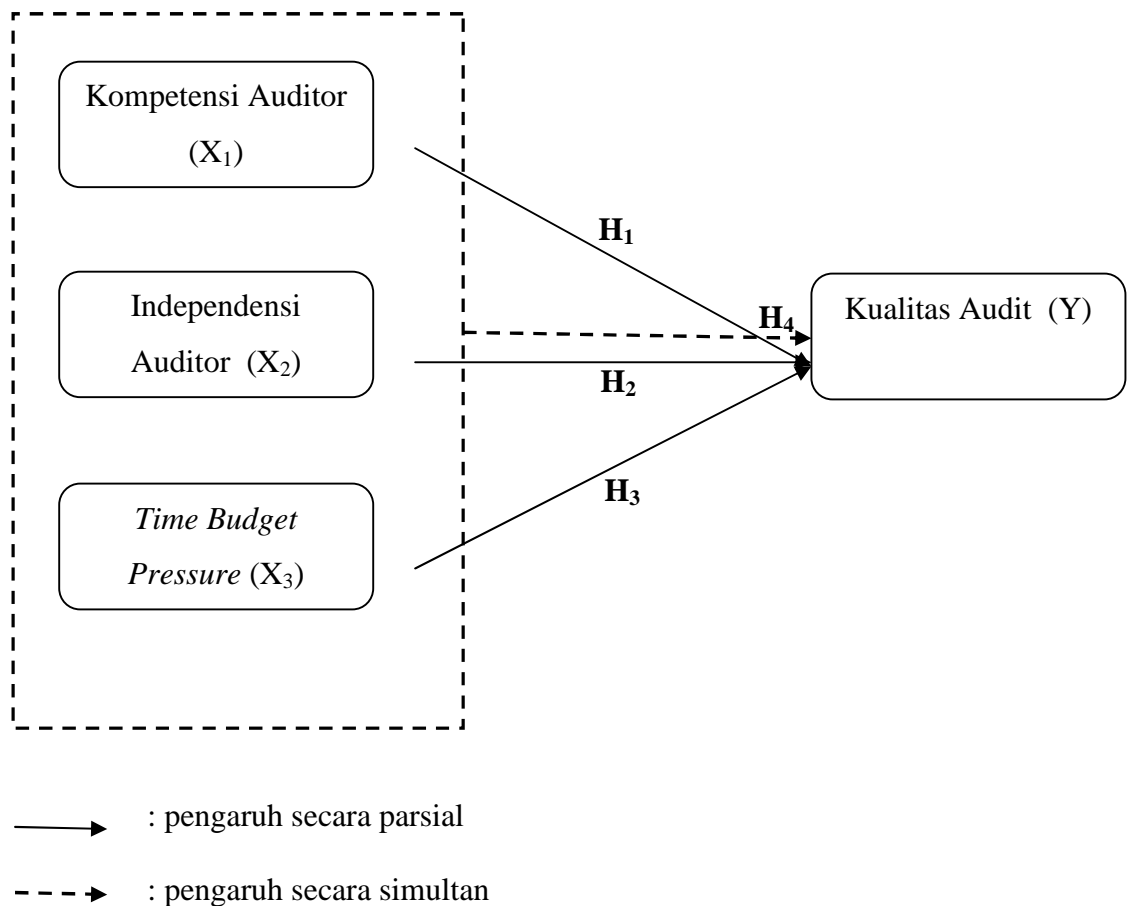 Kompetensi Auditor
(X₁)
H₁
Independensi
Auditor (X₂)
Kualitas Audit (Y)
H₄
H₂
Time Budget
Pressure (X₃)
H₃
: pengaruh secara parsial
: pengaruh secara simultan